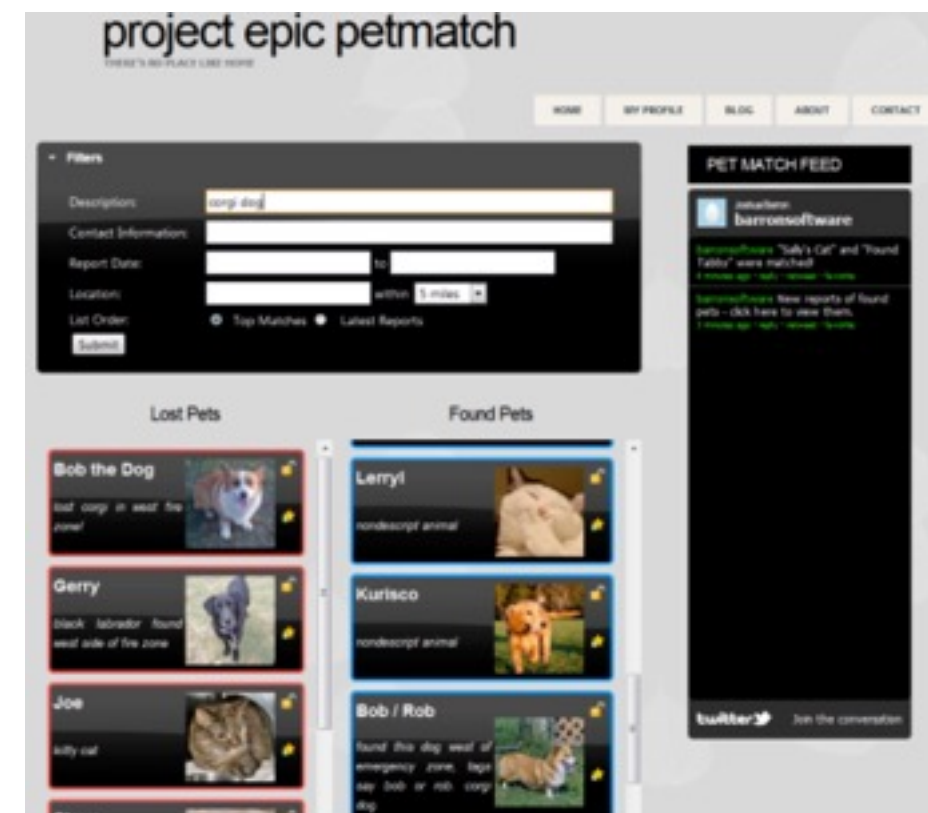 project epic petmatch
THERE'S NO PLACE LIKE HOME
HOME MY PROFILE BLOG ABOUT CONTACT
Filters
Description: corgi dog
Contact Information:
Report Date: to
Location: within 5 miles
List Order: Top Matches Latest Reports
Submit
PET MATCH FEED
barronsoftware
barronsoftware "Sally's Cat" and "Found
Tabby" were matched!
barronsoftware New reports of found
pets - click here to view them.
twitter Join the conversation
Lost Pets
Bob the Dog
lost corgi in west fire
zone!
Gerry
black labrador found
west side of fire zone
Joe
kitty cat
Found Pets
Lerryl
nondescript animal
Kurisco
nondescript animal
Bob / Rob
found this dog west of
emergency zone, tags
say bob or rob. corgi
dog